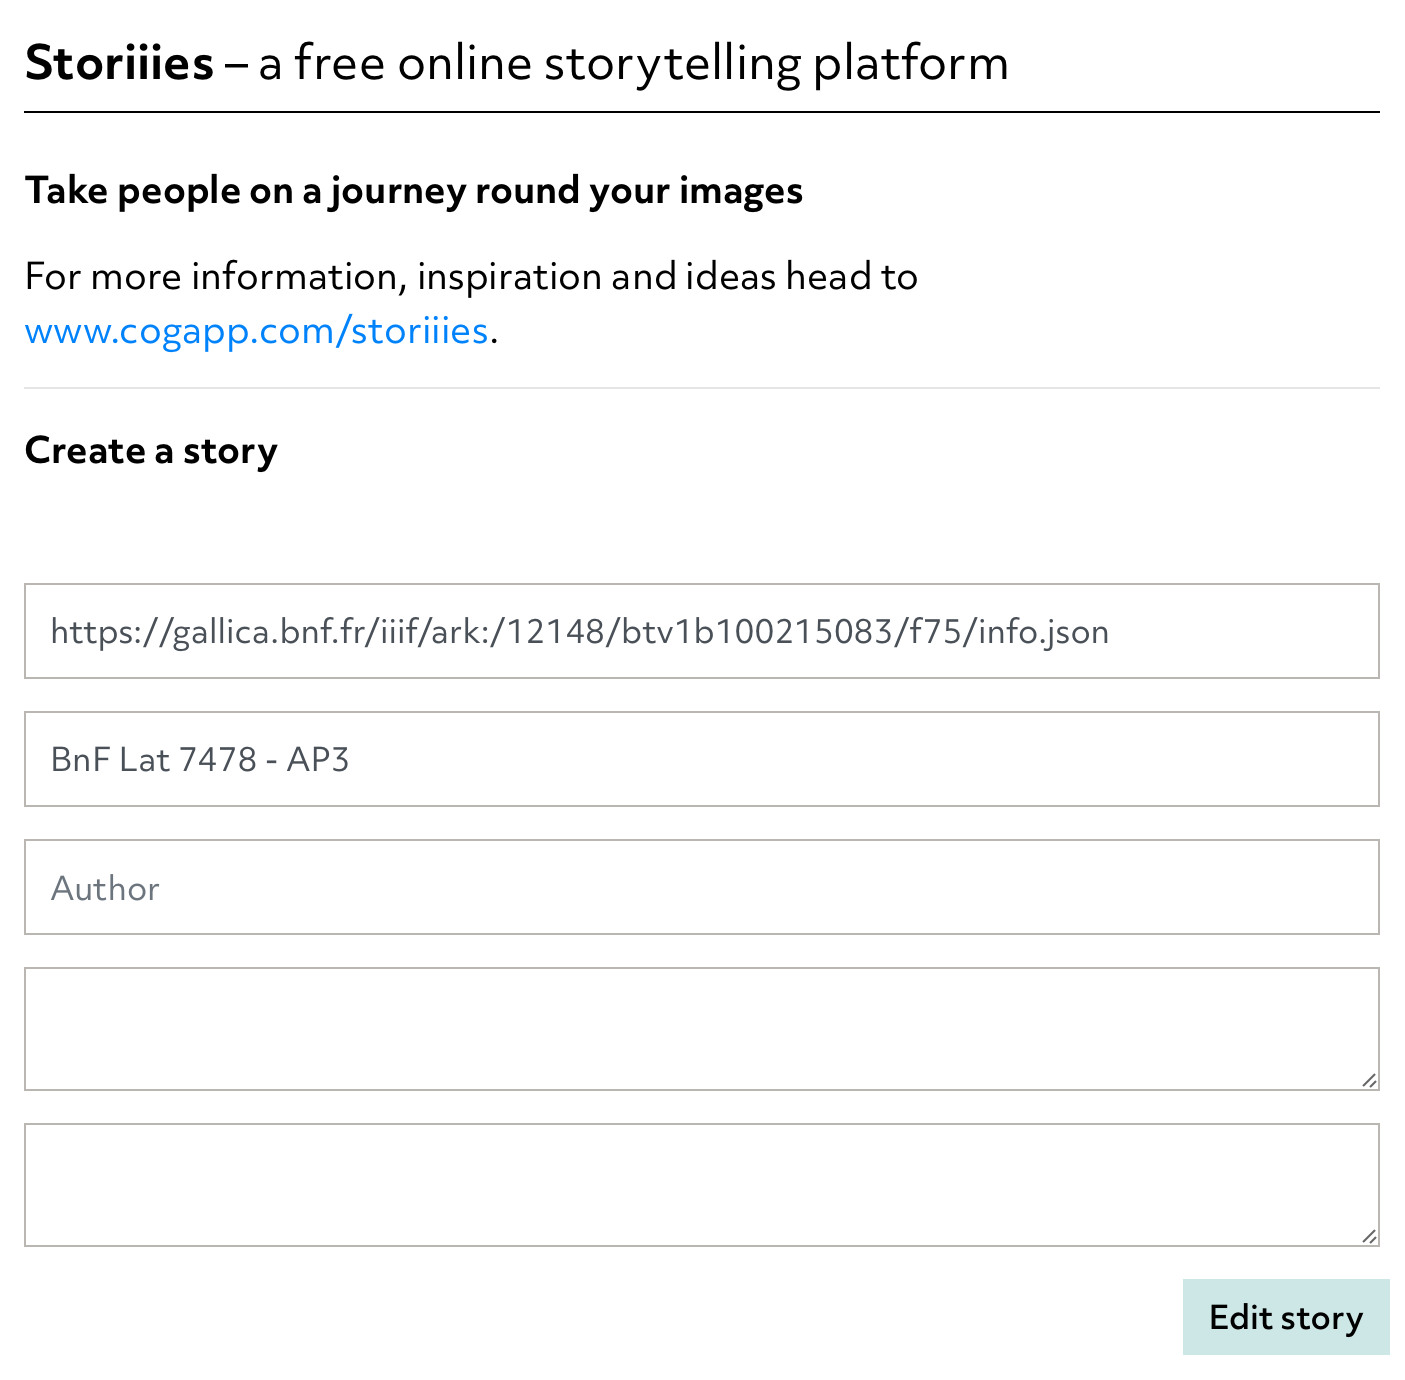 Storiiies – a free online storytelling platform
Take people on a journey round your images
For more information, inspiration and ideas head to
www.cogapp.com/storiiies.
Create a story
https://gallica.bnf.fr/iiif/ark:/12148/btv1b100215083/f75/info.json
BnF Lat 7478 - AP3
Author
Edit story